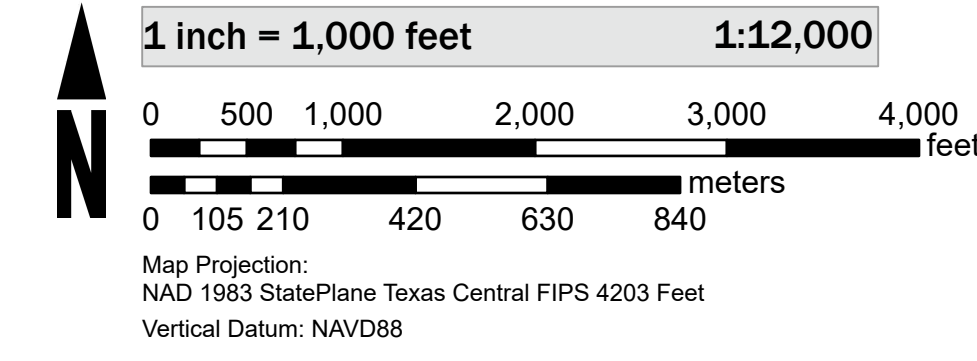 1 inch = 1,000 feet 1:12,000
0 500 1,000 2,000 3,000 4,000
feet
meters
0 105 210 420 630 840
N
Map Projection:
NAD 1983 StatePlane Texas Central FIPS 4203 Feet
Vertical Datum: NAVD88